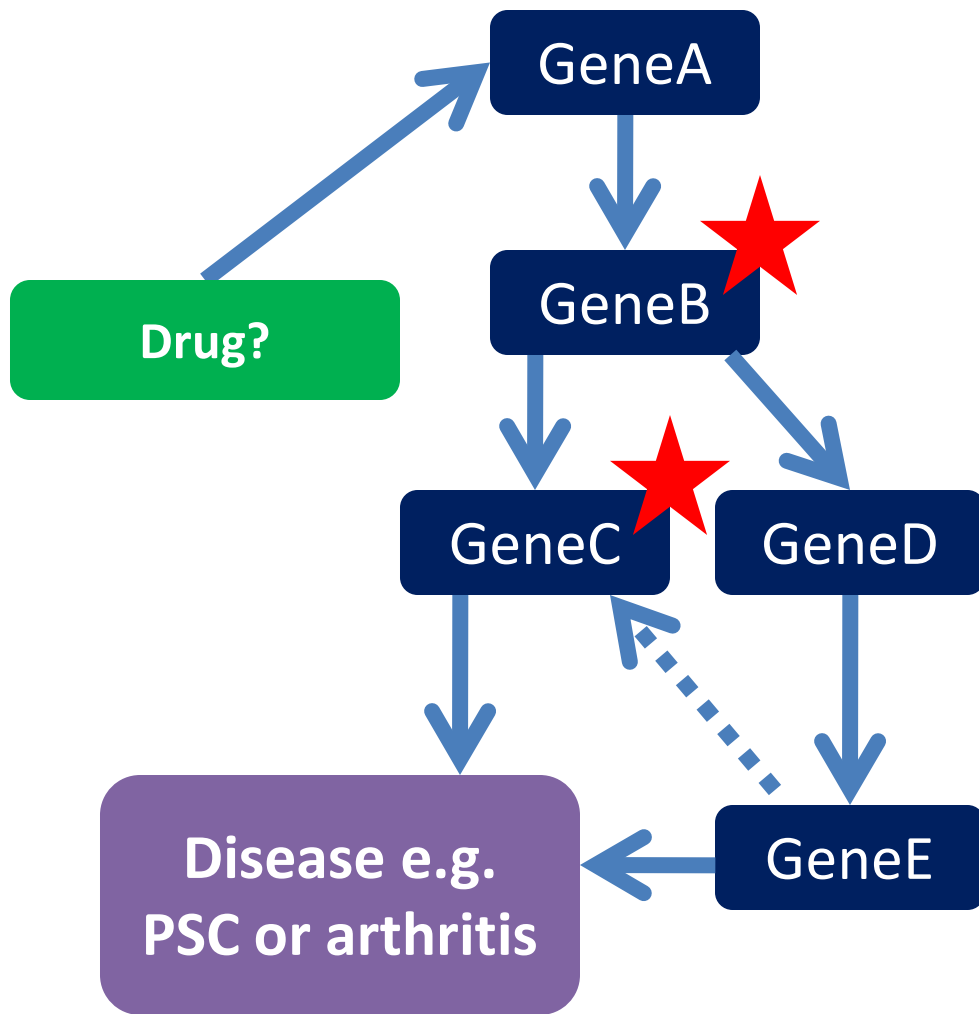 GeneA
GeneB
Drug?
GeneC
GeneD
Disease e.g.
PSC or arthritis
GeneE